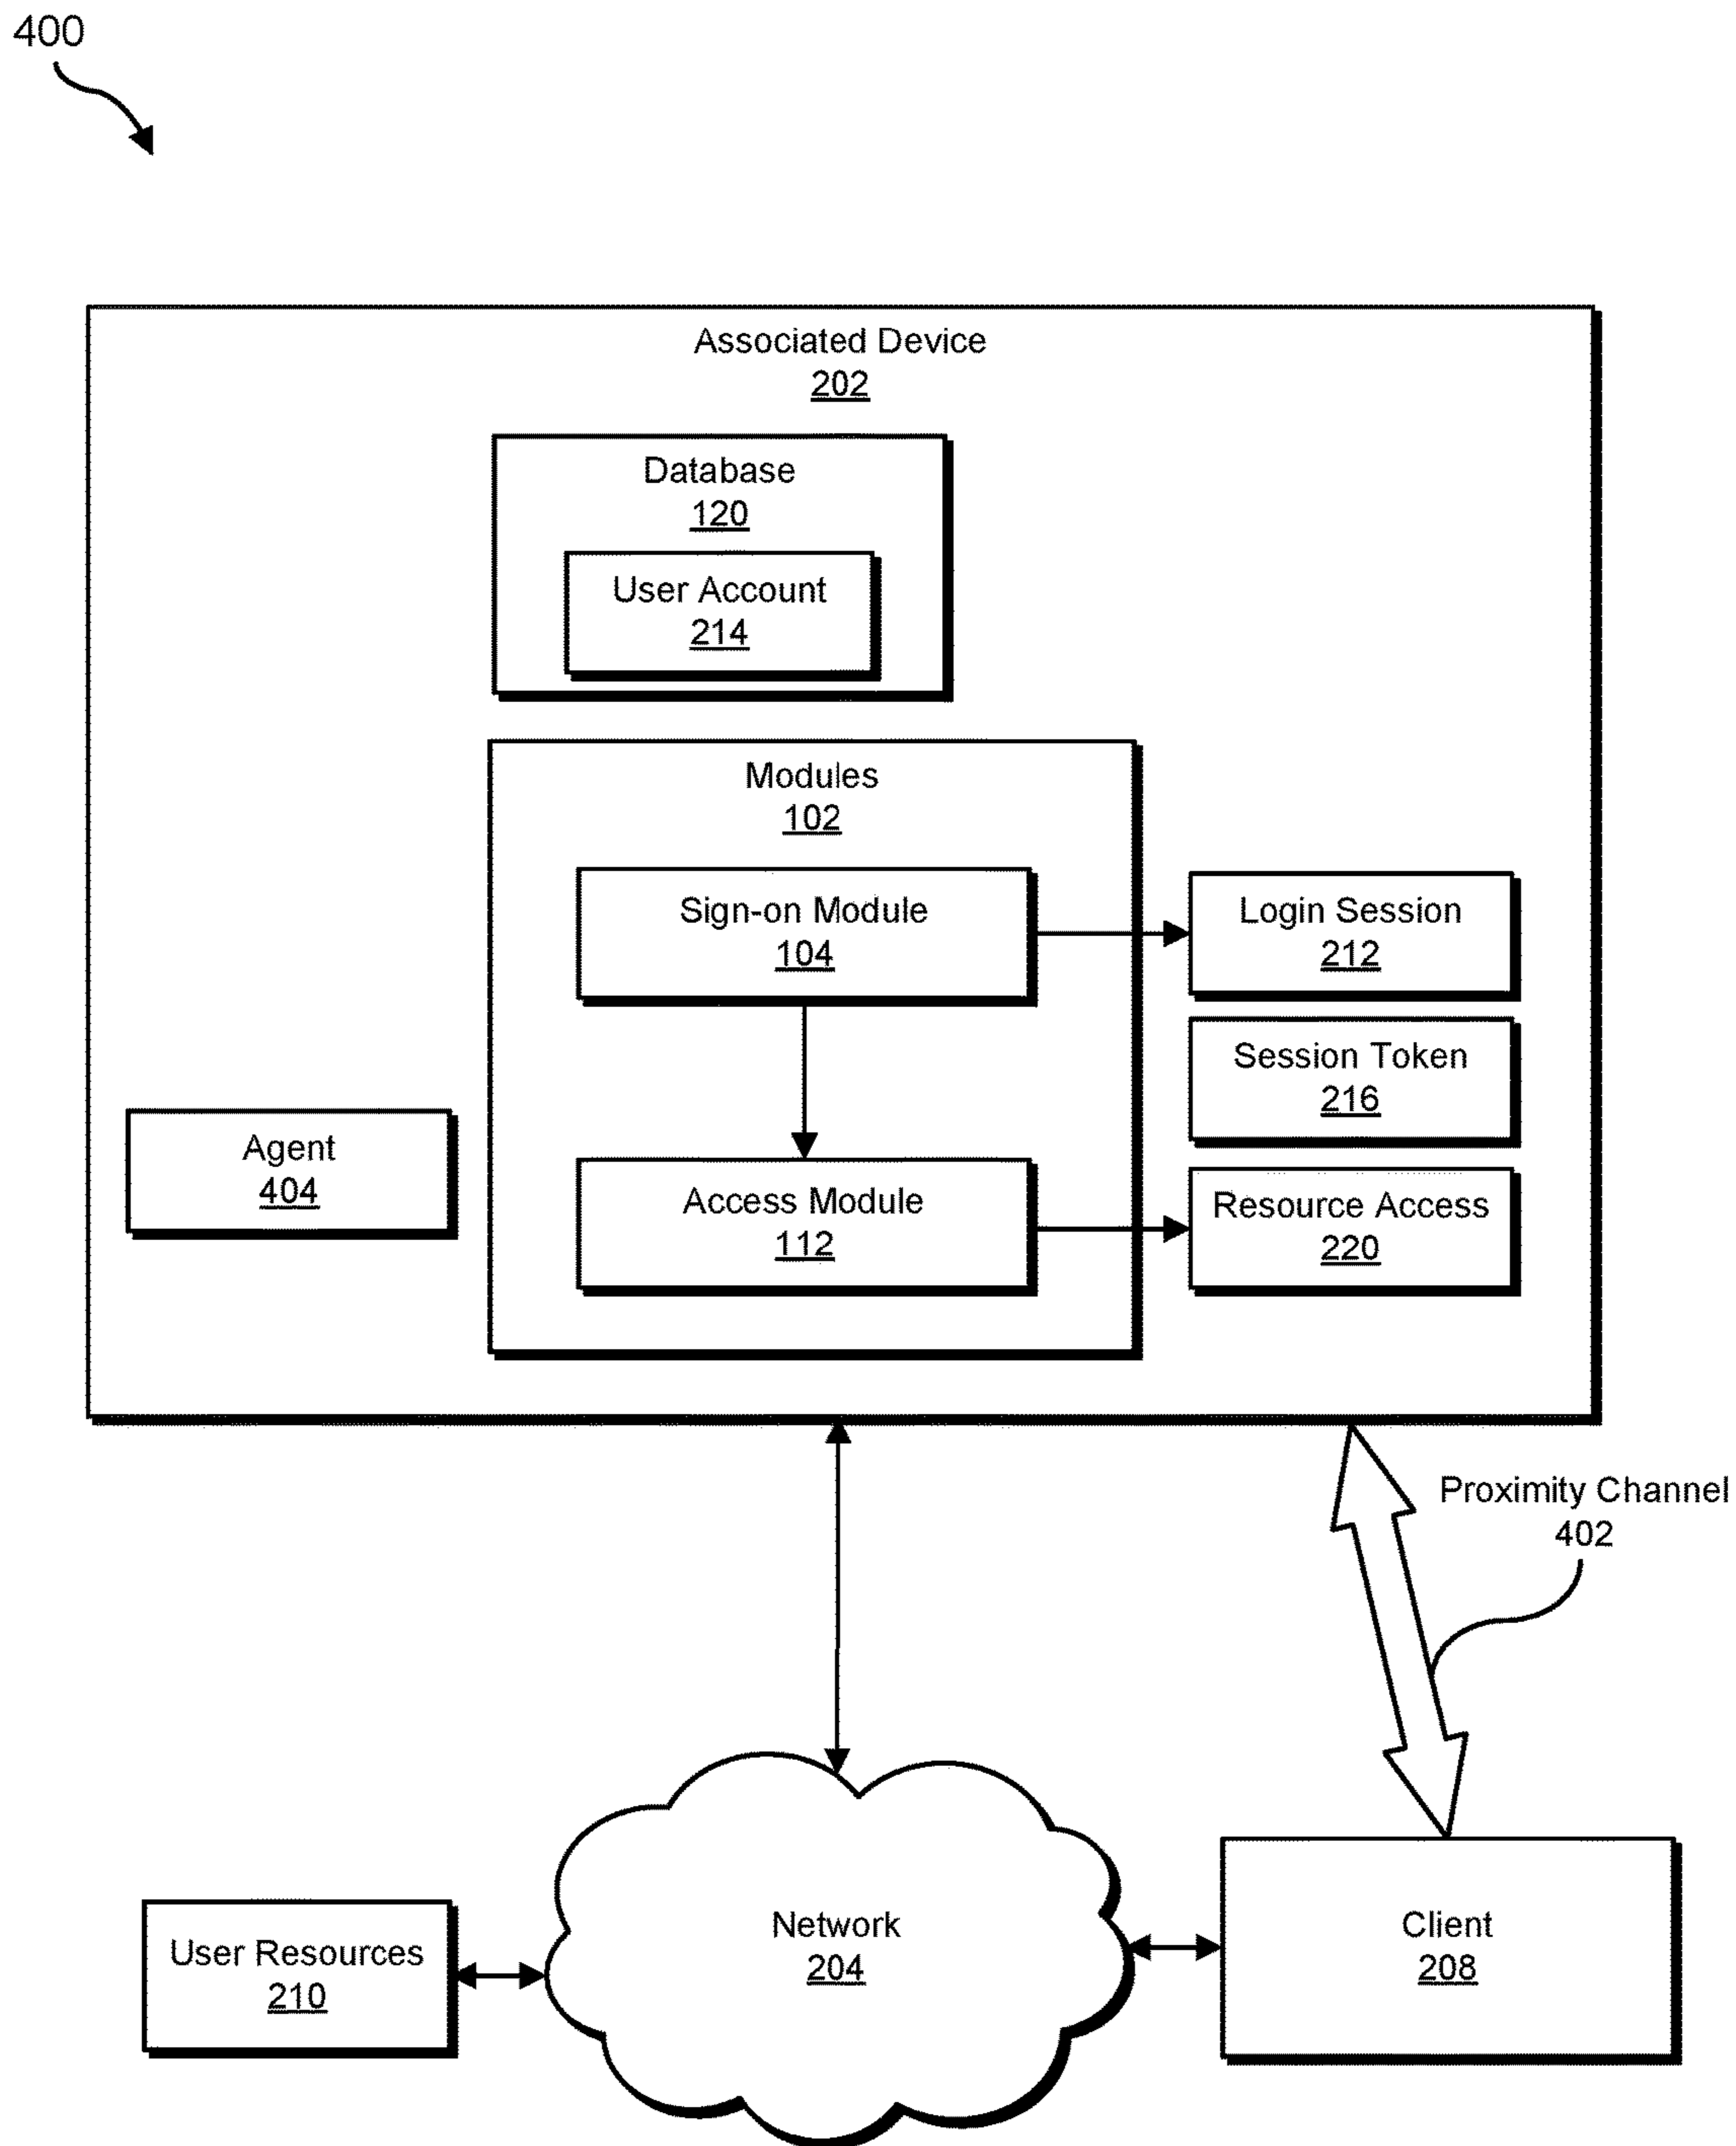 400
Associated Device
202
Database
120
User Account
214
Modules
102
Sign-on Module
104
Login Session
212
Session Token
216
Agent
404
Access Module
112
Resource Access
220
Proximity Channel
402
User Resources
210
Network
204
Client
208